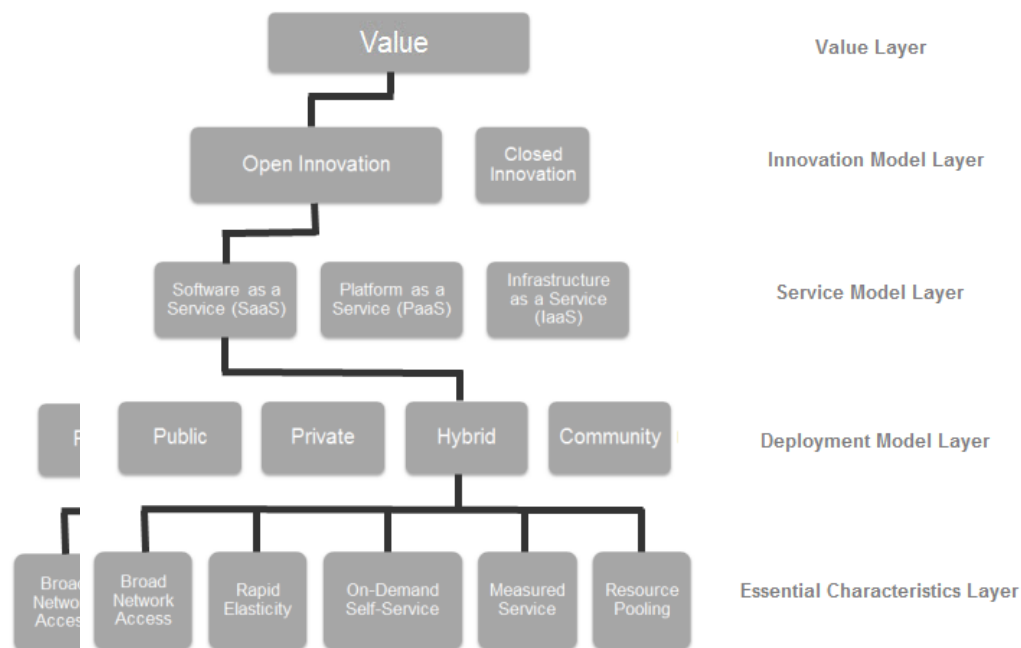 Value
Value Layer
Open Innovation
Closed
Innovation
Innovation Model Layer
Software as a
Service (SaaS)
Platform as a
Service (PaaS)
Infrastructure
as a Service
(IaaS)
Service Model Layer
Public
Private
Hybrid
Community
Deployment Model Layer
Broad
Network
Access
Rapid
Elasticity
On-Demand
Self-Service
Measured
Service
Resource
Pooling
Essential Characteristics Layer